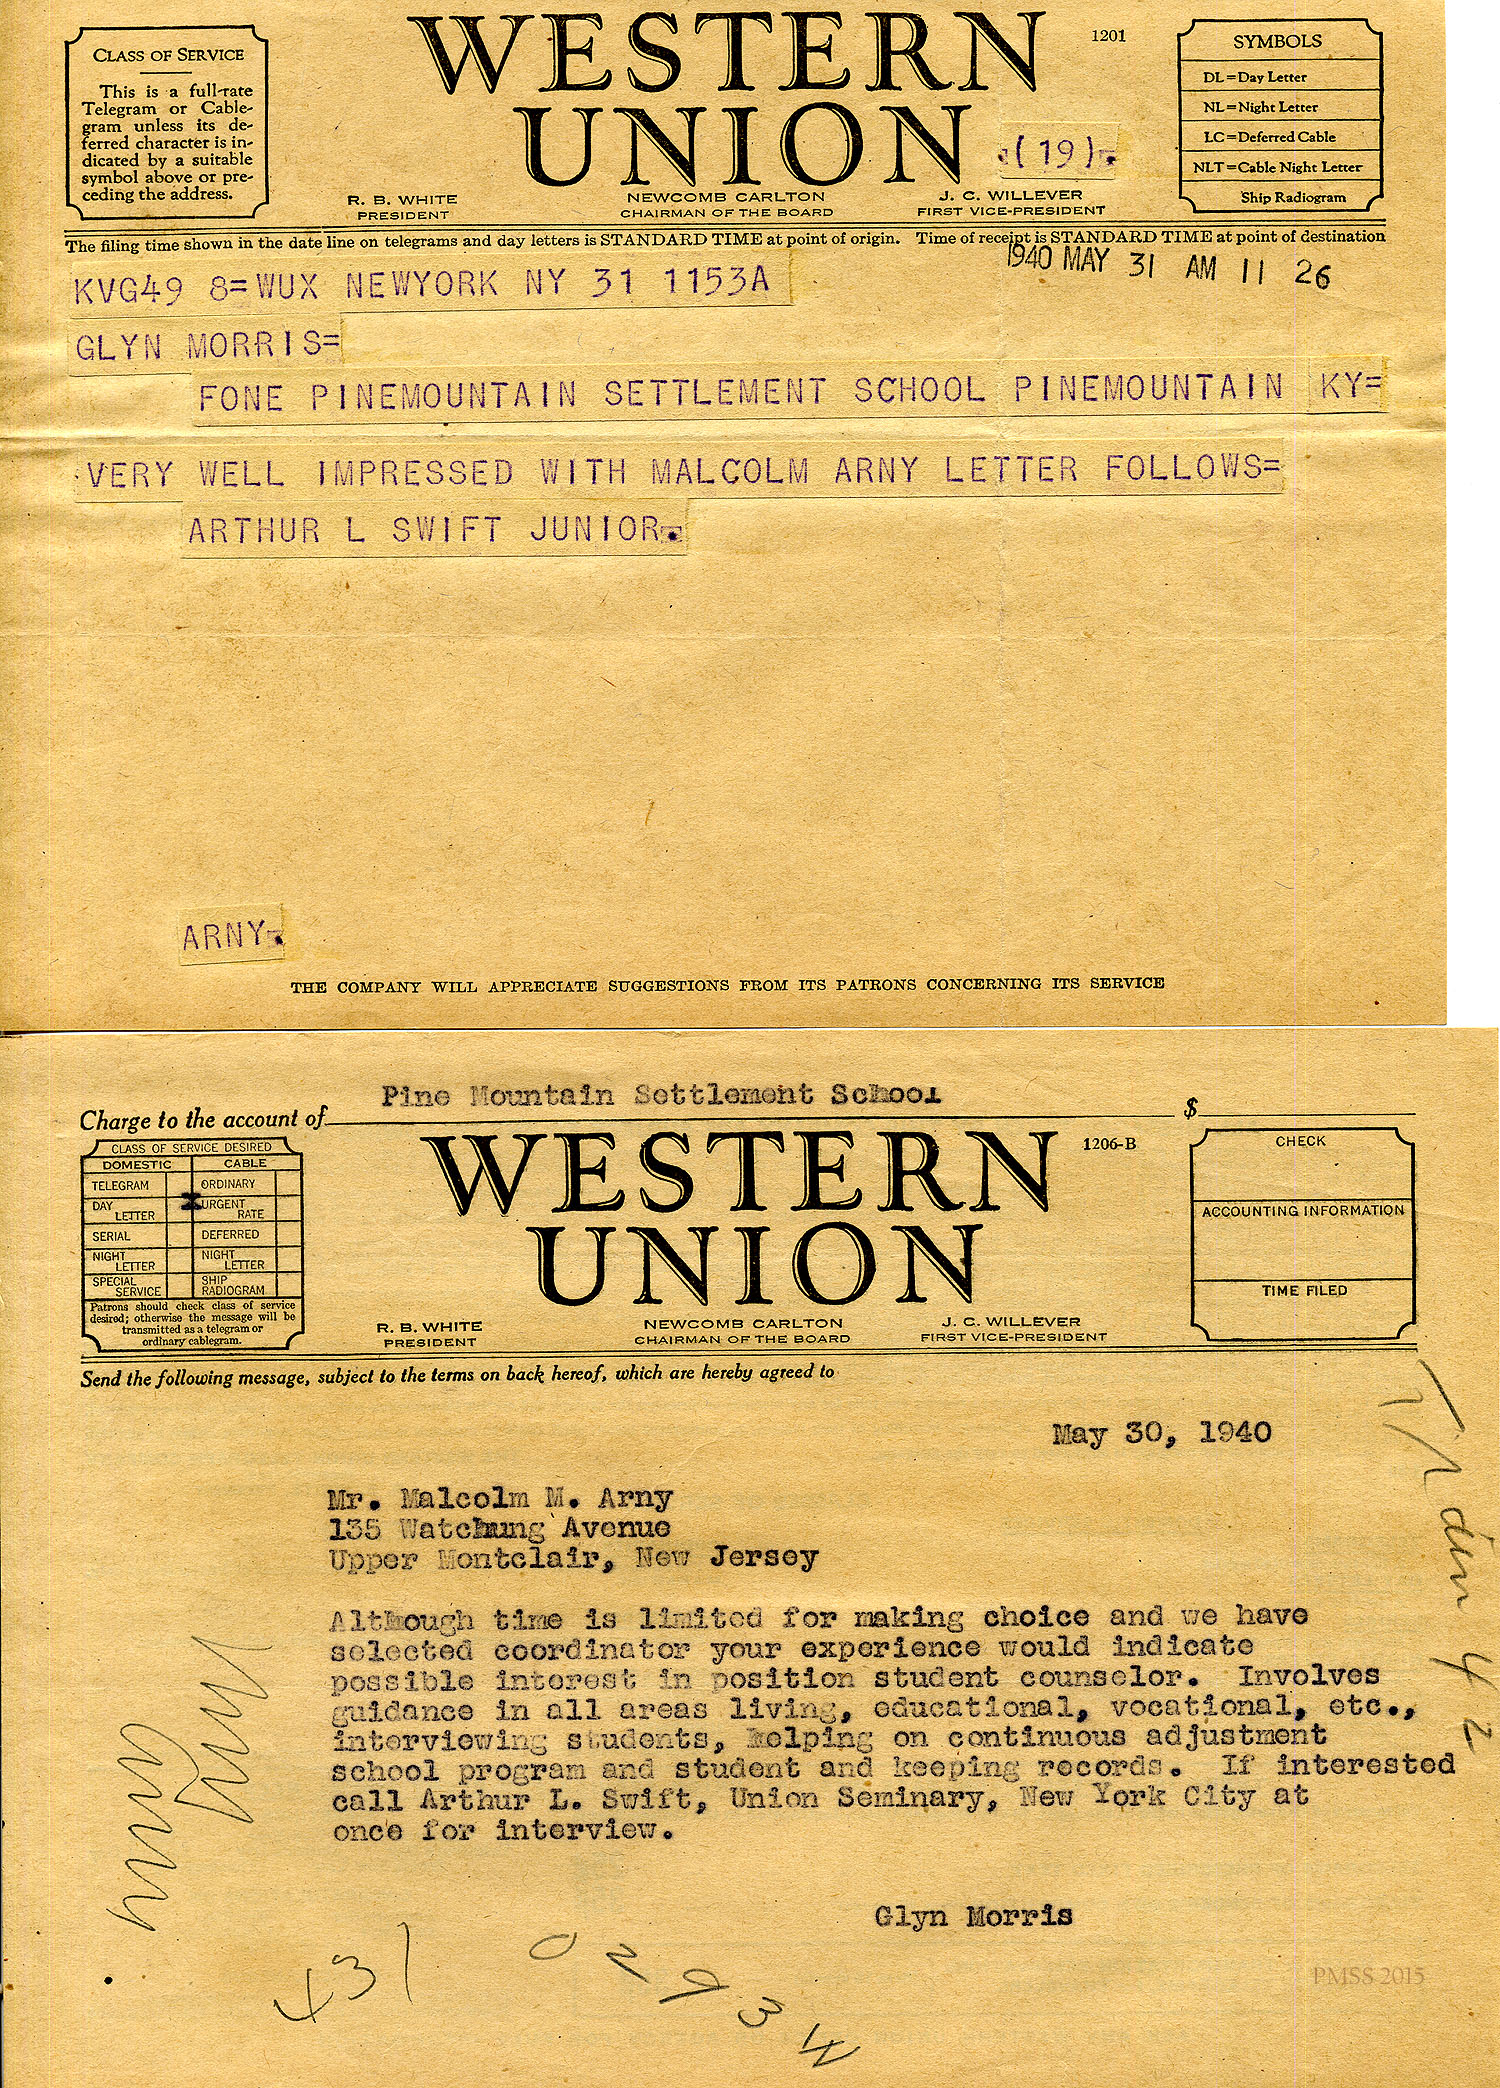 CLASS OF SERVICE
This is a full-rate
Telegram or Cable-
gram unless its de-
ferred character is in-
dicated by a suitable
symbol above or pre-
ceding the address.
WESTERN
UNION
1201
(19).
R. B. WHITE
PRESIDENT
NEWCOMB CARLTON
CHAIRMAN OF THE BOARD
J. C. WILLEVER
FIRST VICE-PRESIDENT
SYMBOLS
DL=Day Letter
NL=Night Letter
LC=Deferred Cable
NLT=Cable Night Letter
Ship Radiogram
The filing time shown in the date line on telegrams and day letters is STANDARD TIME at point of origin. Time of receipt is STANDARD TIME at point of destination
1940 MAY 31 AM 11 26
KVG49 8=WUX NEWYORK NY 31 1153A
GLYN MORRIS=
FONE PINEMOUNTAIN SETTLEMENT SCHOOL PINEMOUNTAIN KY=
VERY WELL IMPRESSED WITH MALCOLM ARNY LETTER FOLLOWS=
ARTHUR L SWIFT JUNIOR.
ARNY.
THE COMPANY WILL APPRECIATE SUGGESTIONS FROM ITS PATRONS CONCERNING ITS SERVICE
Pine Mountain Settlement School
Charge to the account of
$
CLASS OF SERVICE DESIRED
DOMESTIC CABLE
TELEGRAM ORDINARY
DAY LETTER X URGENT RATE
SERIAL DEFERRED
NIGHT LETTER NIGHT LETTER
SPECIAL SERVICE SHIP RADIOGRAM
Patrons should check class of service
desired; otherwise the message will be
transmitted as a telegram or
ordinary cablegram.
WESTERN
UNION
1206-B
R. B. WHITE
PRESIDENT
NEWCOMB CARLTON
CHAIRMAN OF THE BOARD
J. C. WILLEVER
FIRST VICE-PRESIDENT
CHECK
ACCOUNTING INFORMATION
TIME FILED
Send the following message, subject to the terms on back hereof, which are hereby agreed to
May 30, 1940
Mr. Malcolm M. Arny
135 Watchung Avenue
Upper Montclair, New Jersey
Although time is limited for making choice and we have
selected coordinator your experience would indicate
possible interest in position student counselor. Involves
guidance in all areas living, educational, vocational, etc.,
interviewing students, helping on continuous adjustment
school program and student and keeping records. If interested
call Arthur L. Swift, Union Seminary, New York City at
once for interview.
Glyn Morris
431
PMSS 2015